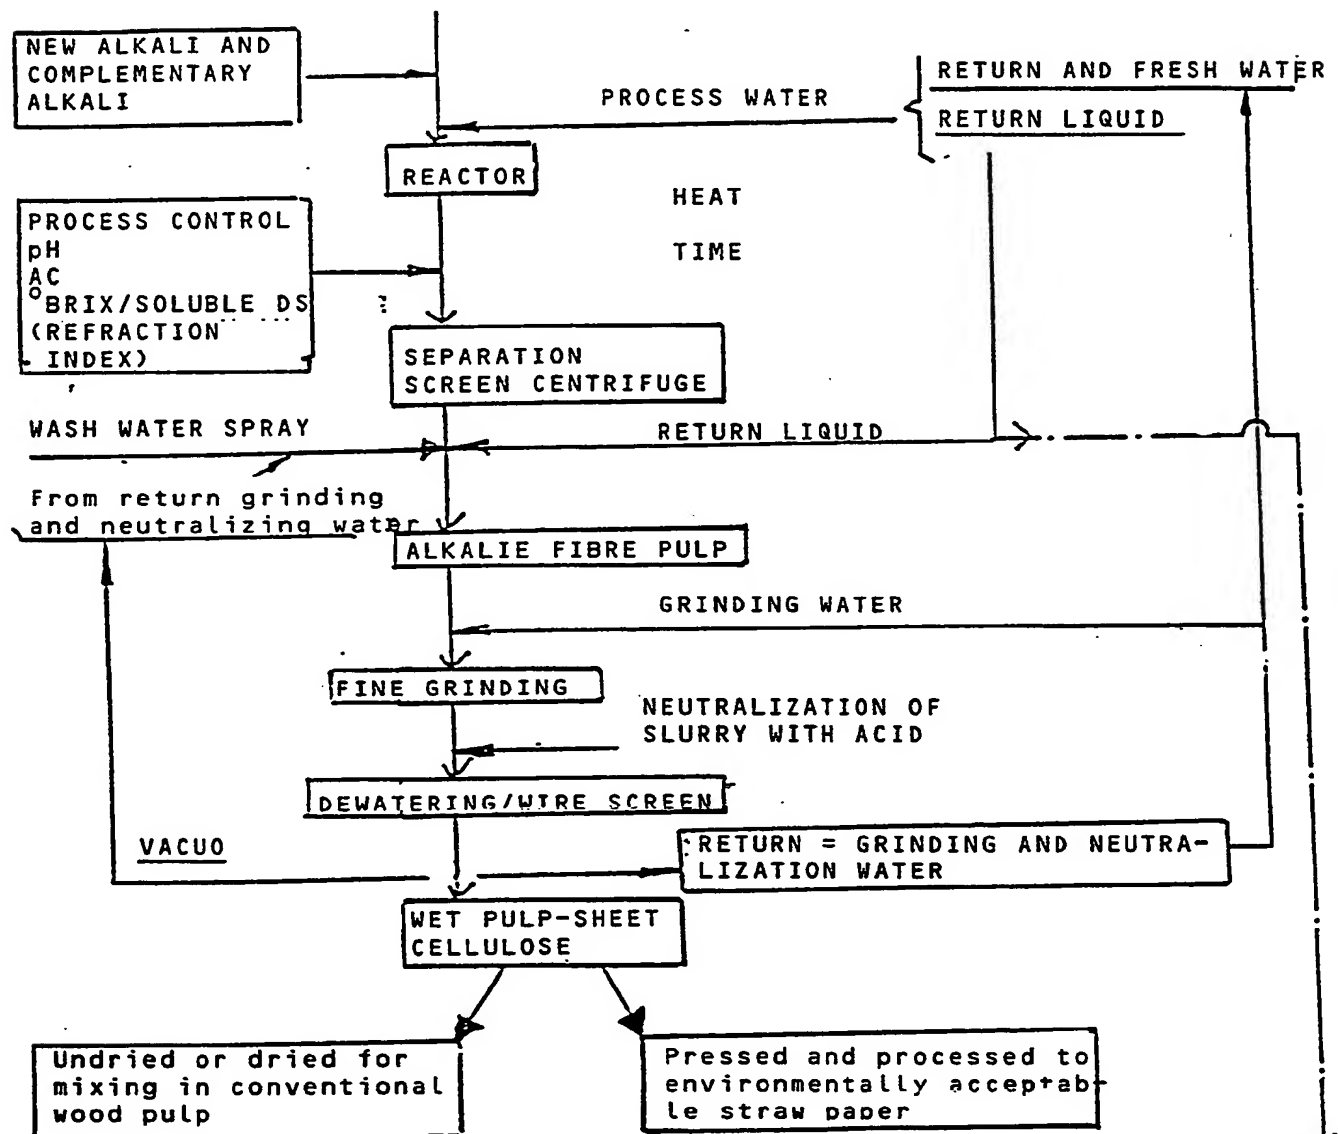 NEW ALKALI AND
COMPLEMENTARY
ALKALI
PROCESS WATER
RETURN AND FRESH WATER
RETURN LIQUID
REACTOR
HEAT
TIME
PROCESS CONTROL
pH
AC
°BRIX/SOLUBLE DS
(REFRACTION
INDEX)
SEPARATION
SCREEN CENTRIFUGE
WASH WATER SPRAY
RETURN LIQUID
From return grinding
and neutralizing water
ALKALIE FIBRE PULP
GRINDING WATER
FINE GRINDING
NEUTRALIZATION OF
SLURRY WITH ACID
DEWATERING/WIRE SCREEN
VACUO
RETURN = GRINDING AND NEUTRA-
LIZATION WATER
WET PULP-SHEET
CELLULOSE
Undried or dried for
mixing in conventional
wood pulp
Pressed and processed to
environmentally acceptab-
le straw paper